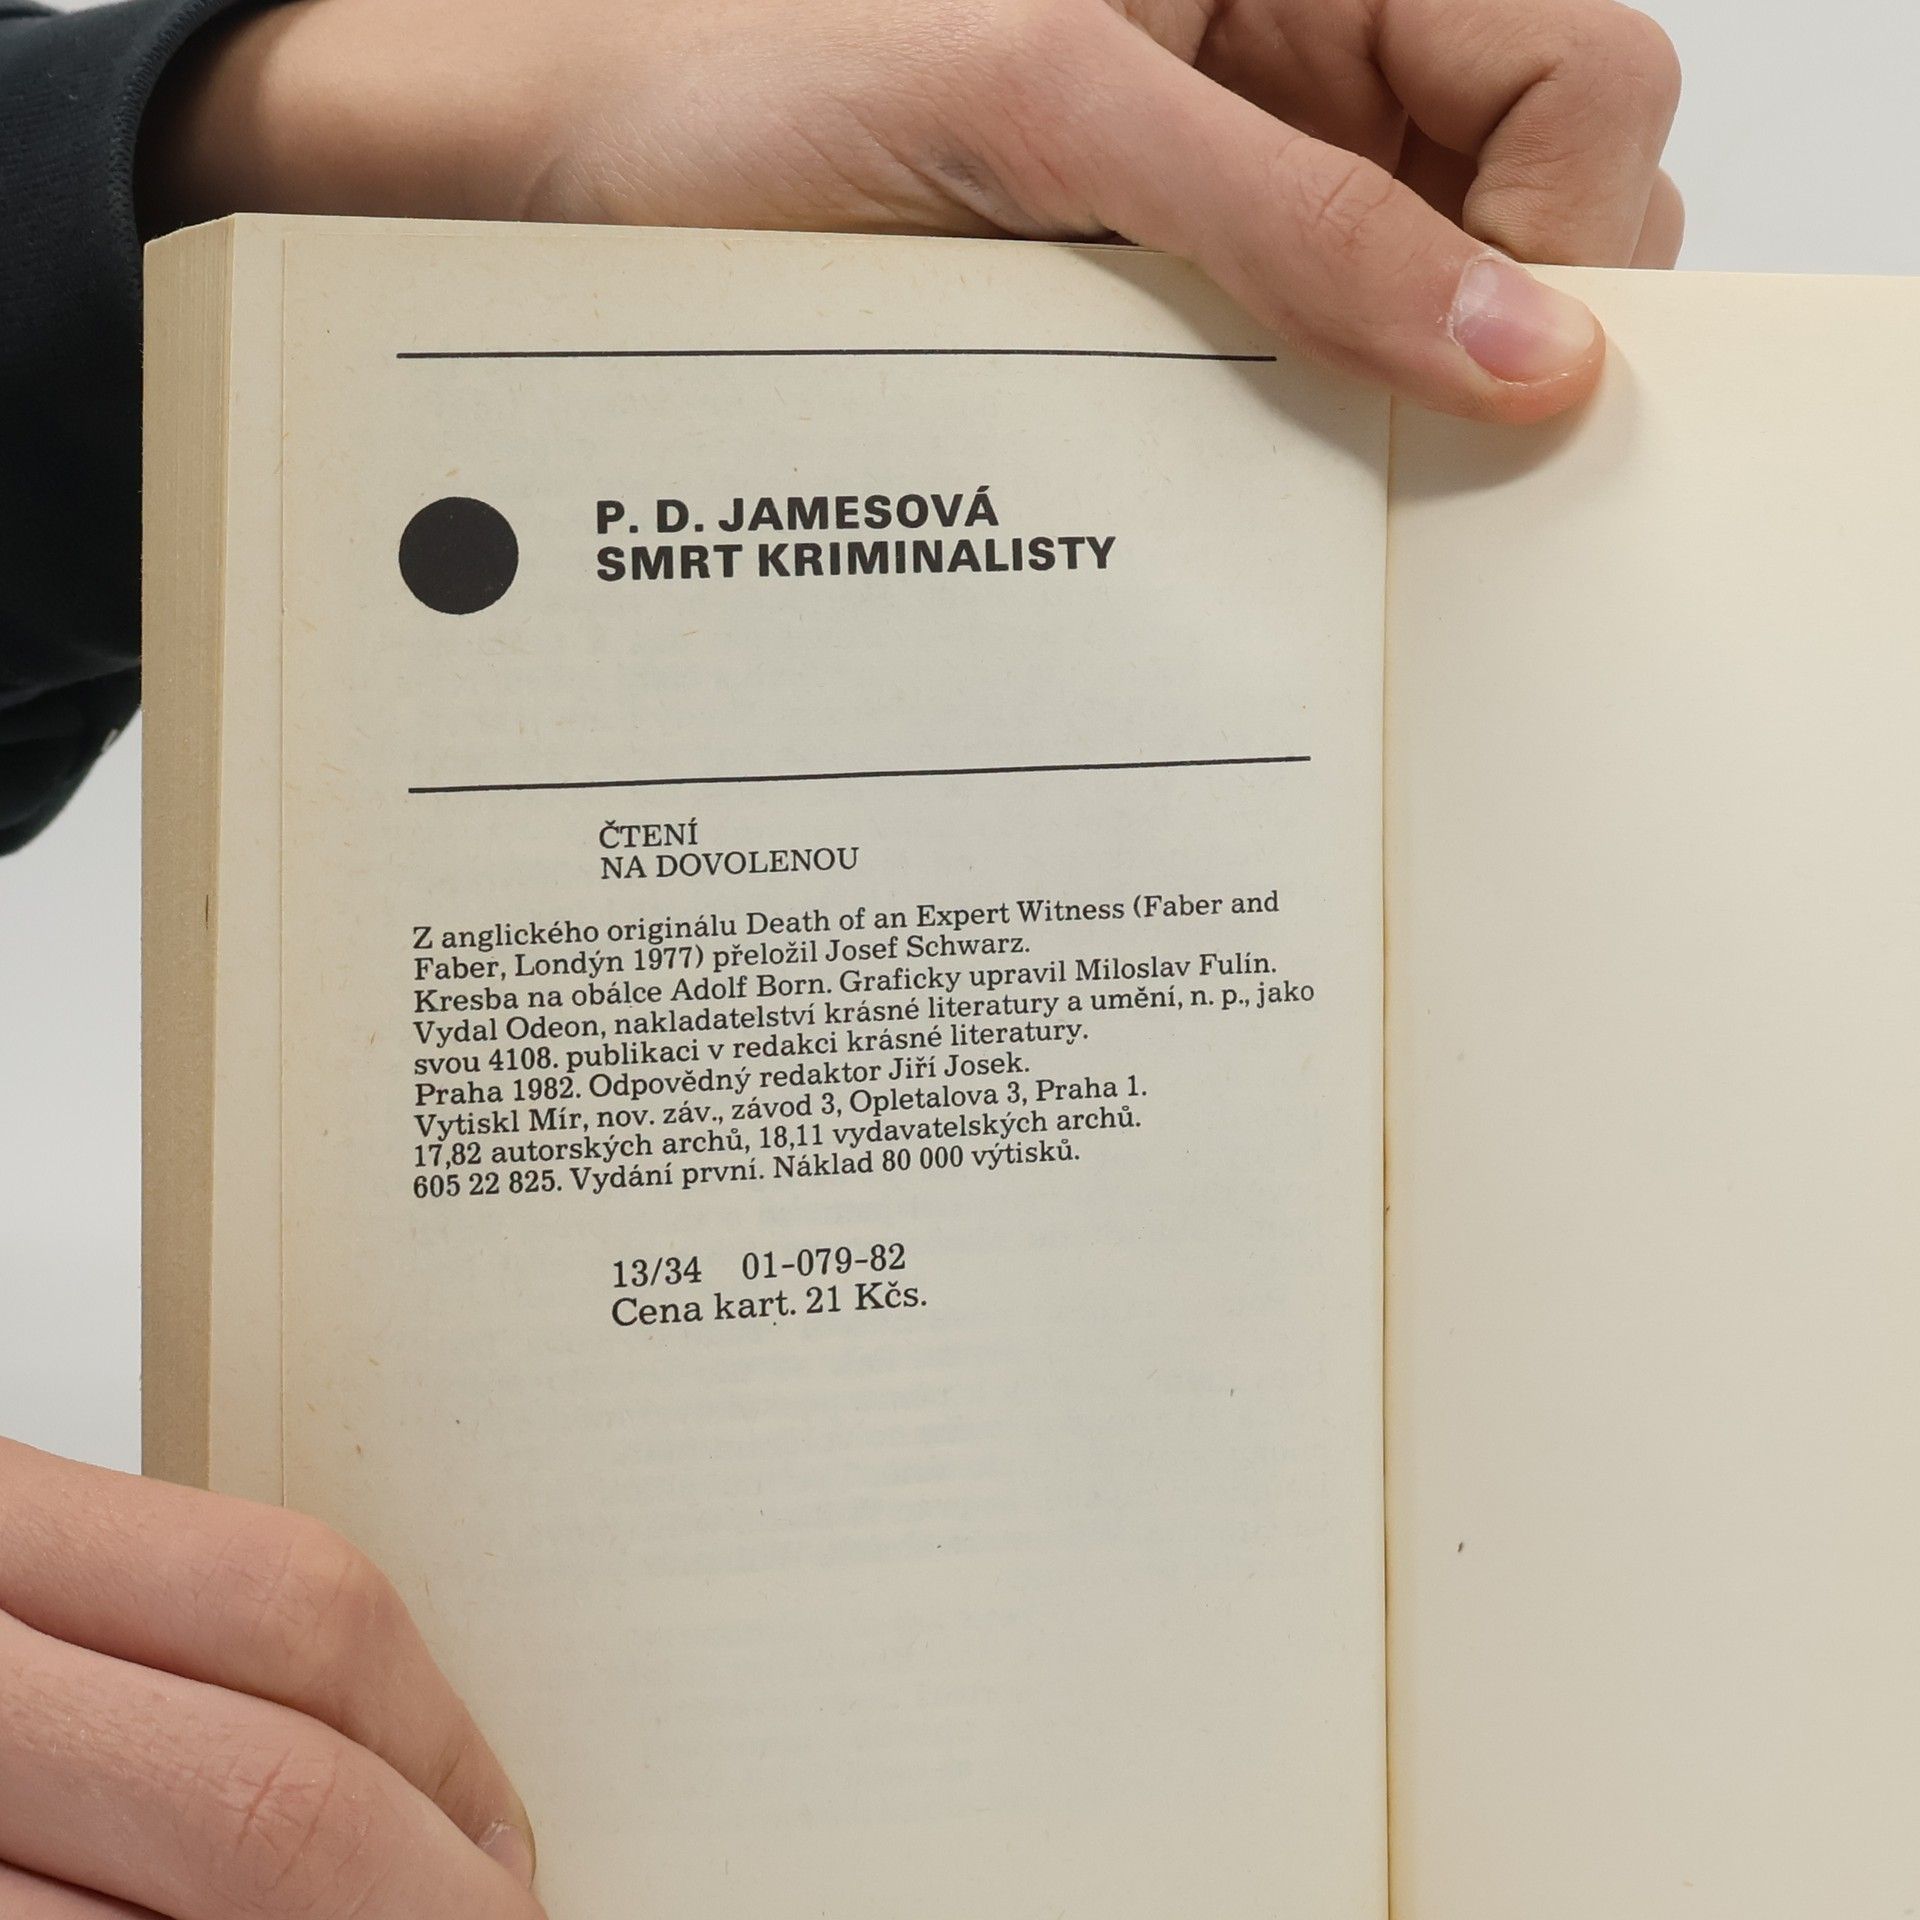 P. D. JAMESOVÁ
SMRT KRIMINALISTY
ČTENÍ
NA DOVOLENOU
Z anglického originálu Death of an Expert Witness (Faber and
Faber, Londýn 1977) přeložil Josef Schwarz.
Kresba na obálce Adolf Born. Graficky upravil Miloslav Fulín.
Vydal Odeon, nakladatelství krásné literatury a umění, n. p., jako
svou 4108. publikaci v redakci krásné literatury.
Praha 1982. Odpovědný redaktor Jiří Josek.
Vytiskl Mír, nov. záv., závod 3, Opletalova 3, Praha 1.
17,82 autorských archů, 18,11 vydavatelských archů.
605 22 825. Vydání první. Náklad 80 000 výtisků.
13/34 01-079-82
Cena kart. 21 Kčs.